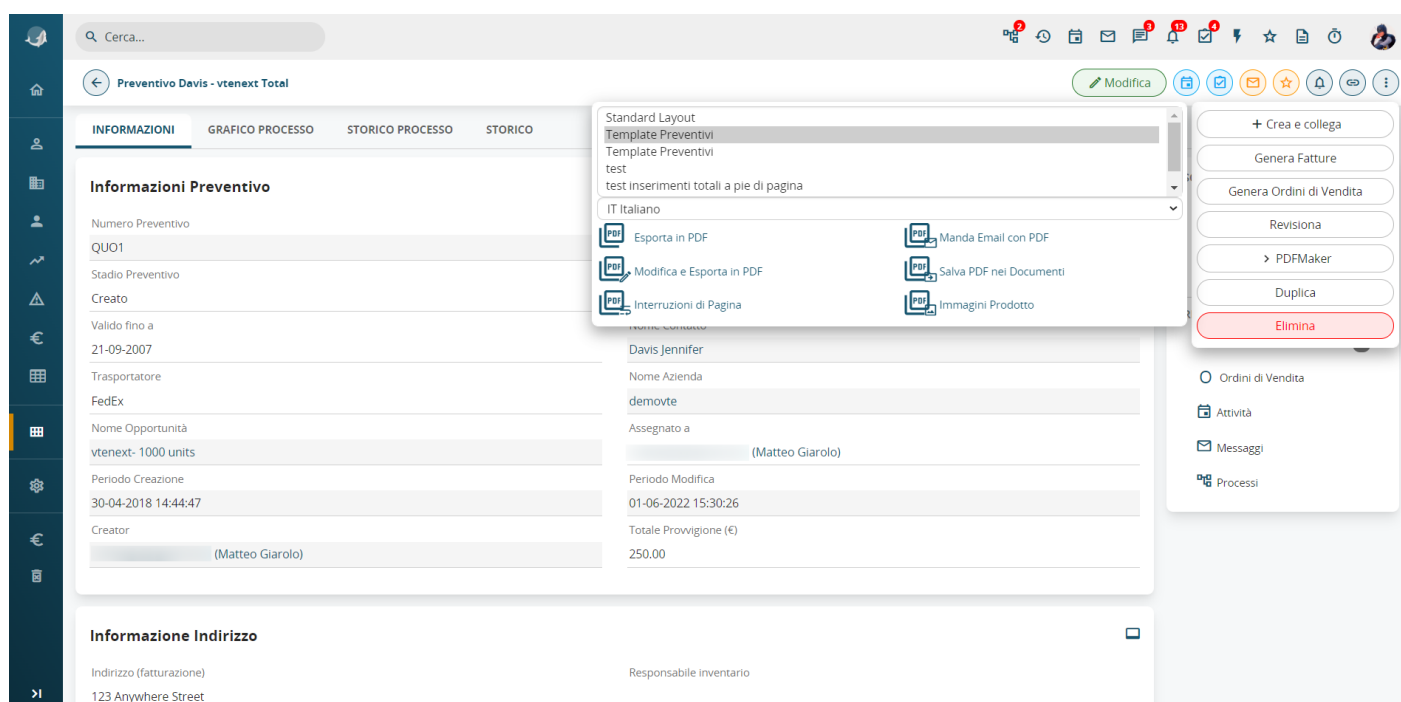 Cerca...
2
3
13
4
Preventivo Davis - vtenext Total
Modifica
INFORMAZIONI
GRAFICO PROCESSO
STORICO PROCESSO
STORICO
Standard Layout
Template Preventivi
Template Preventivi
test
test inserimenti totali a pie di pagina
IT Italiano
Esporta in PDF
Manda Email con PDF
Modifica e Esporta in PDF
Salva PDF nei Documenti
Interruzioni di Pagina
Immagini Prodotto
+ Crea e collega
Genera Fatture
Genera Ordini di Vendita
Revisiona
> PDFMaker
Duplica
Elimina
Informazioni Preventivo
Numero Preventivo
QUO1
Stadio Preventivo
Creato
Valido fino a
Nome Contatto
21-09-2007
Davis Jennifer
Trasportatore
Nome Azienda
FedEx
demovte
Nome Opportunità
Assegnato a
vtenext- 1000 units
(Matteo Giarolo)
Periodo Creazione
Periodo Modifica
30-04-2018 14:44:47
01-06-2022 15:30:26
Creator
Totale Provvigione (€)
(Matteo Giarolo)
250.00
Ordini di Vendita
Attività
Messaggi
Processi
Informazione Indirizzo
Indirizzo (fatturazione)
Responsabile inventario
123 Anywhere Street